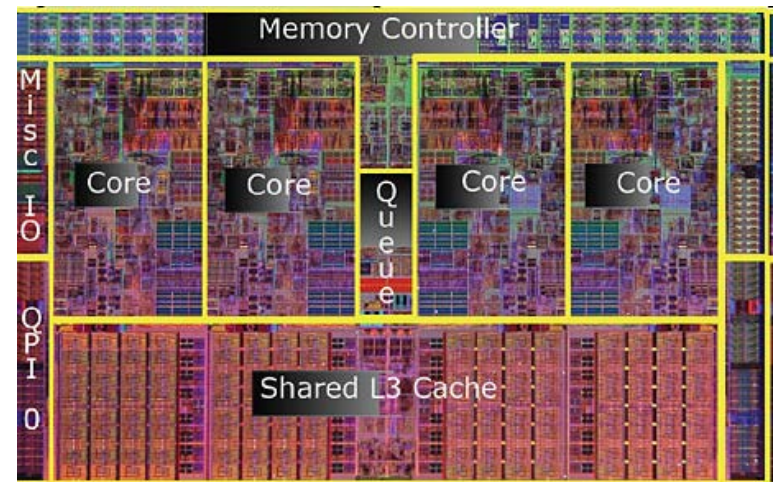 Memory Controller
Misc IO
Core
Core
Queue
Core
Core
QPI 0
Shared L3 Cache